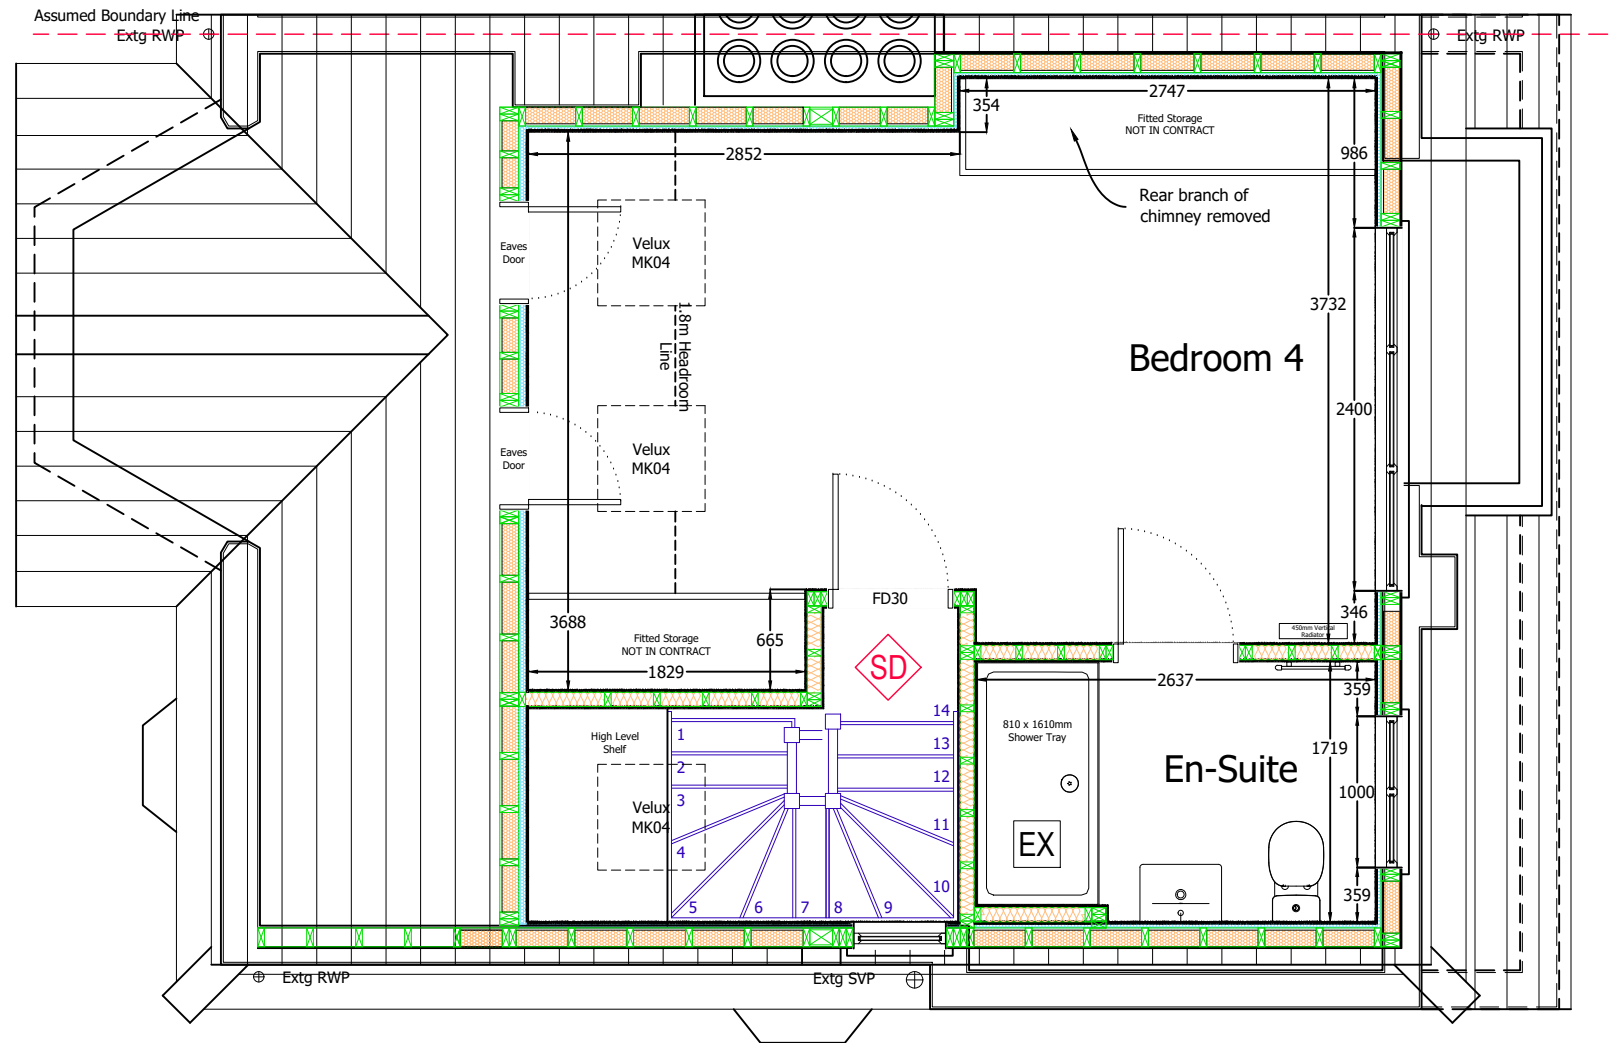 Assumed Boundary Line
Extg RWP
Extg RWP
2747
354
Fitted Storage
NOT IN CONTRACT
2852
986
Rear branch of
chimney removed
Eaves
Door
Velux
MK04
3732
1.8m Headroom
Line
Bedroom 4
2400
Eaves
Door
Velux
MK04
FD30
3688
Fitted Storage
NOT IN CONTRACT
665
346
450mm Vertical
Radiator
1829
SD
2637
359
High Level
Shelf
1
2
3
4
5
6
7
8
9
10
11
12
13
14
810 x 1610mm
Shower Tray
1719
En-Suite
1000
Velux
MK04
EX
359
Extg RWP
Extg SVP